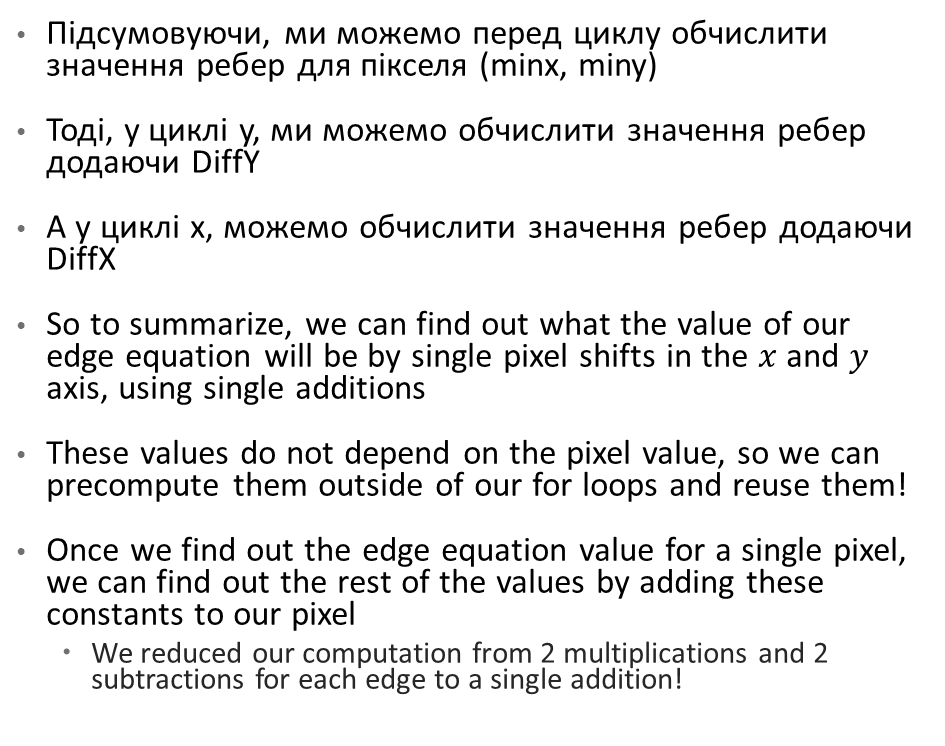 • Підсумовуючи, ми можемо перед циклу обчислити
значення ребер для пікселя (minx, miny)
• Тоді, у циклі y, ми можемо обчислити значення ребер
додаючи DiffY
• А у циклі x, можемо обчислити значення ребер додаючи
DiffX
• So to summarize, we can find out what the value of our
edge equation will be by single pixel shifts in the x and y
axis, using single additions
• These values do not depend on the pixel value, so we can
precompute them outside of our for loops and reuse them!
• Once we find out the edge equation value for a single pixel,
we can find out the rest of the values by adding these
constants to our pixel
• We reduced our computation from 2 multiplications and 2
subtractions for each edge to a single addition!